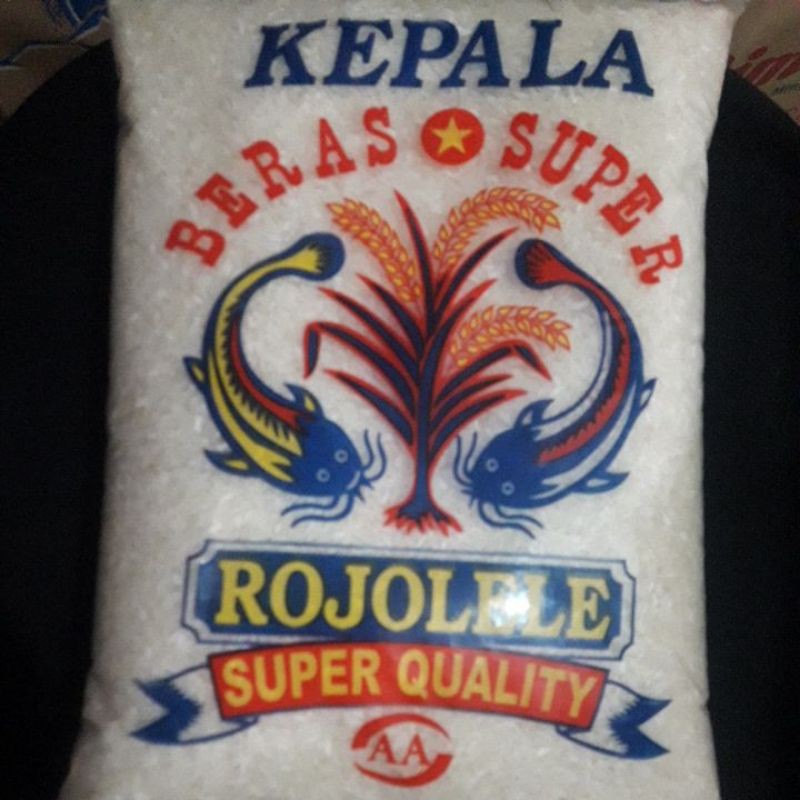 KEPALA
BERAS SUPER
ROJOLELE
SUPER QUALITY
AA